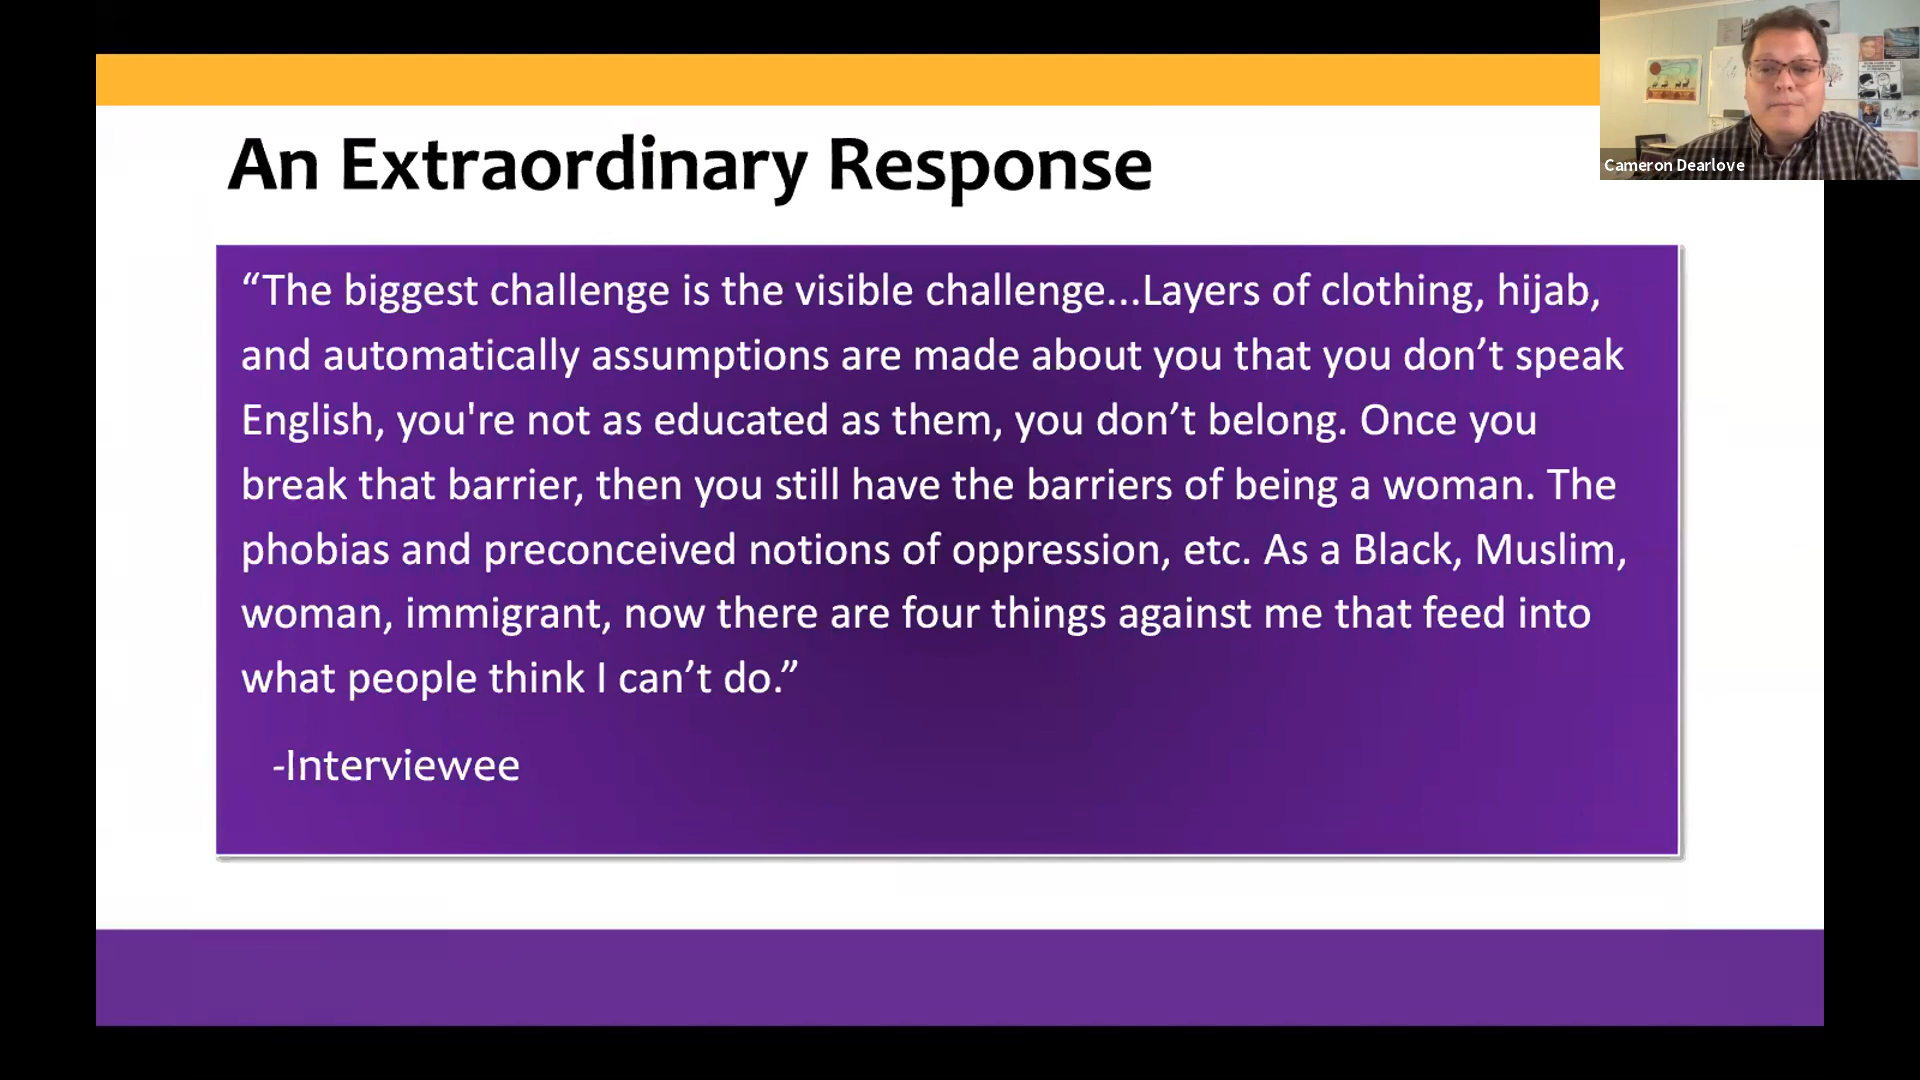 An Extraordinary Response
Cameron Dearlove
“The biggest challenge is the visible challenge...Layers of clothing, hijab,
and automatically assumptions are made about you that you don’t speak
English, you're not as educated as them, you don’t belong. Once you
break that barrier, then you still have the barriers of being a woman. The
phobias and preconceived notions of oppression, etc. As a Black, Muslim,
woman, immigrant, now there are four things against me that feed into
what people think I can’t do.”
-Interviewee